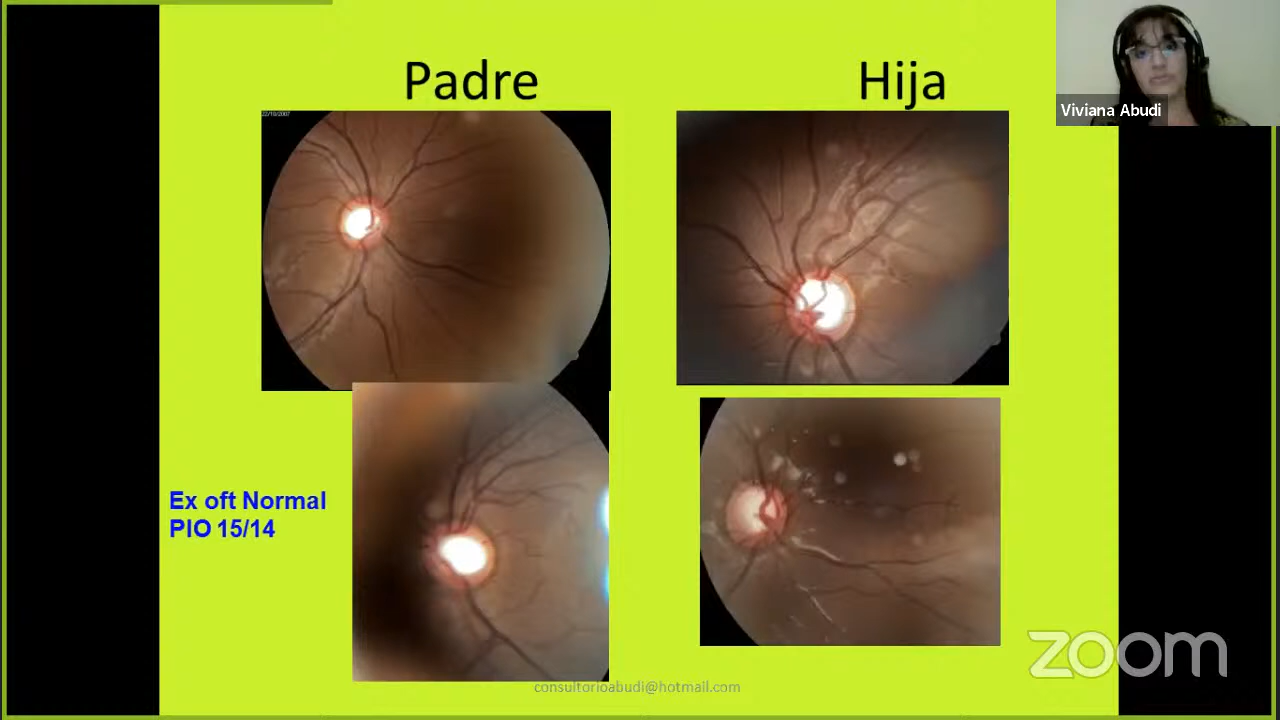 Padre
Hija
Viviana Abudi
Ex oft Normal
PIO 15/14
consultorioabudi@hotmail.com
zoom